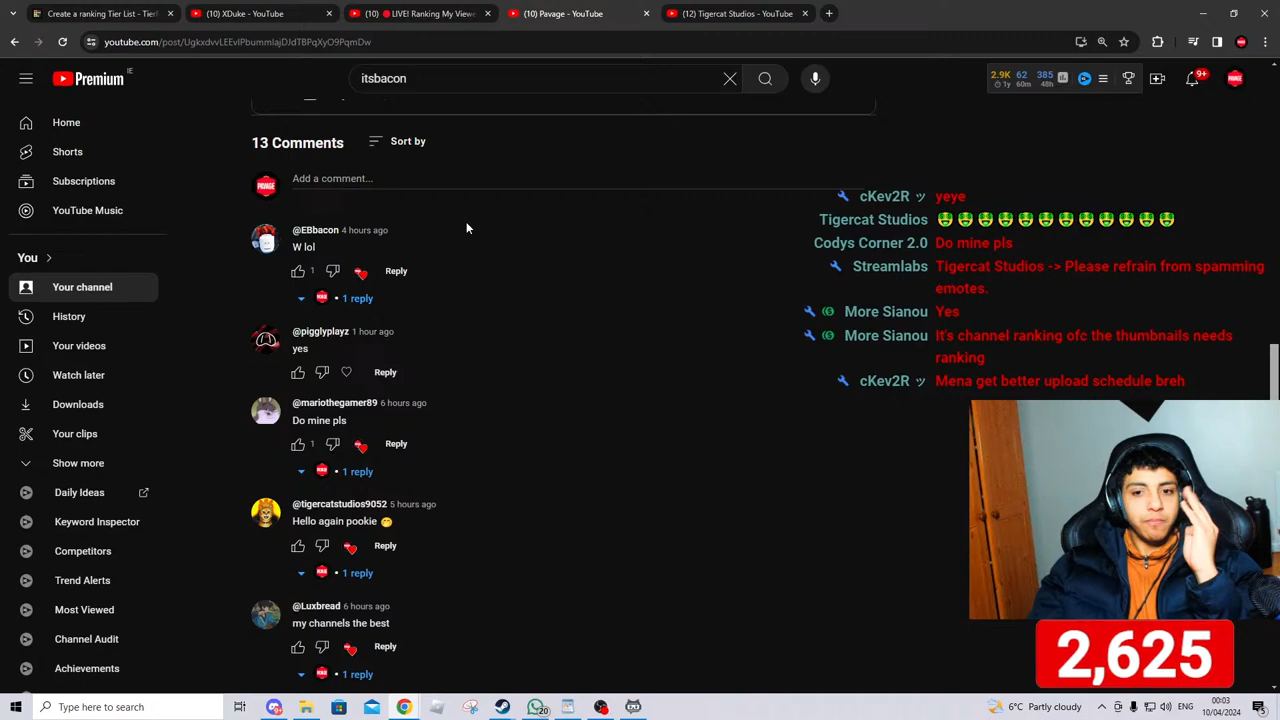 Create a ranking Tier List - Tier
(10) XDuke - YouTube
(10) 🔴LIVE! Ranking My Viewe
(10) Pavage - YouTube
(12) Tigercat Studios - YouTube
youtube.com/post/UgkxdvvLEEvIPbummlajDJdTBPqXyO9PqmDw
Premium IE
itsbacon
2.9K 62 385
1y 60m 48h
9+
PAVAGE
Home
Shorts
Subscriptions
YouTube Music
You
Your channel
History
Your videos
Watch later
Downloads
Your clips
Show more
Daily Ideas
Keyword Inspector
Competitors
Trend Alerts
Most Viewed
Channel Audit
Achievements
13 Comments Sort by
PAVAGE
Add a comment...
@EBbacon 4 hours ago
W lol
1 Reply
1 reply
@pigglyplayz 1 hour ago
yes
Reply
@mariothegamer89 6 hours ago
Do mine pls
1 Reply
1 reply
@tigercatstudios9052 5 hours ago
Hello again pookie 🤭
Reply
1 reply
@Luxbread 6 hours ago
my channels the best
Reply
1 reply
cKev2R ッ yeye
Tigercat Studios 🤑🤑🤑🤑🤑🤑🤑🤑🤑🤑🤑🤑
Codys Corner 2.0 Do mine pls
Streamlabs Tigercat Studios -> Please refrain from spamming
emotes.
More Sianou Yes
More Sianou It's channel ranking ofc the thumbnails needs
ranking
cKev2R ッ Mena get better upload schedule breh
2,625
Type here to search
20
6°C Partly cloudy
ENG
00:03
10/04/2024